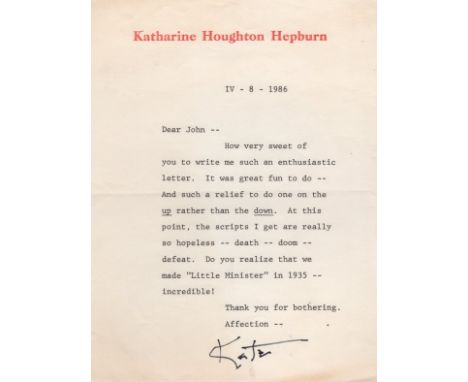 Katharine Houghton Hepburn
IV - 8 - 1986
Dear John --
How very sweet of
you to write me such an enthusiastic
letter. It was great fun to do --
And such a relief to do one on the
up rather than the down. At this
point, the scripts I get are really
so hopeless -- death -- doom --
defeat. Do you realize that we
made "Little Minister" in 1935 --
incredible!
Thank you for bothering.
Affection --
Kate